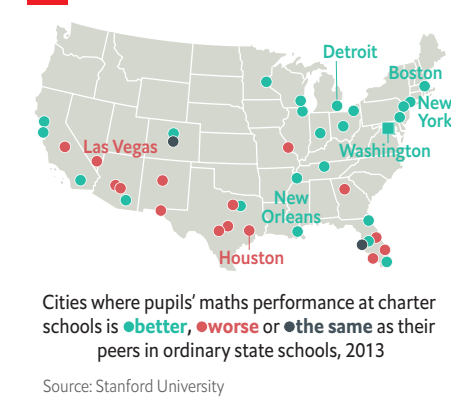 Detroit
Boston
New
York
Las Vegas
Washington
New
Orleans
Houston
Cities where pupils’ maths performance at charter
schools is ●better, ●worse or ●the same as their
peers in ordinary state schools, 2013
Source: Stanford University